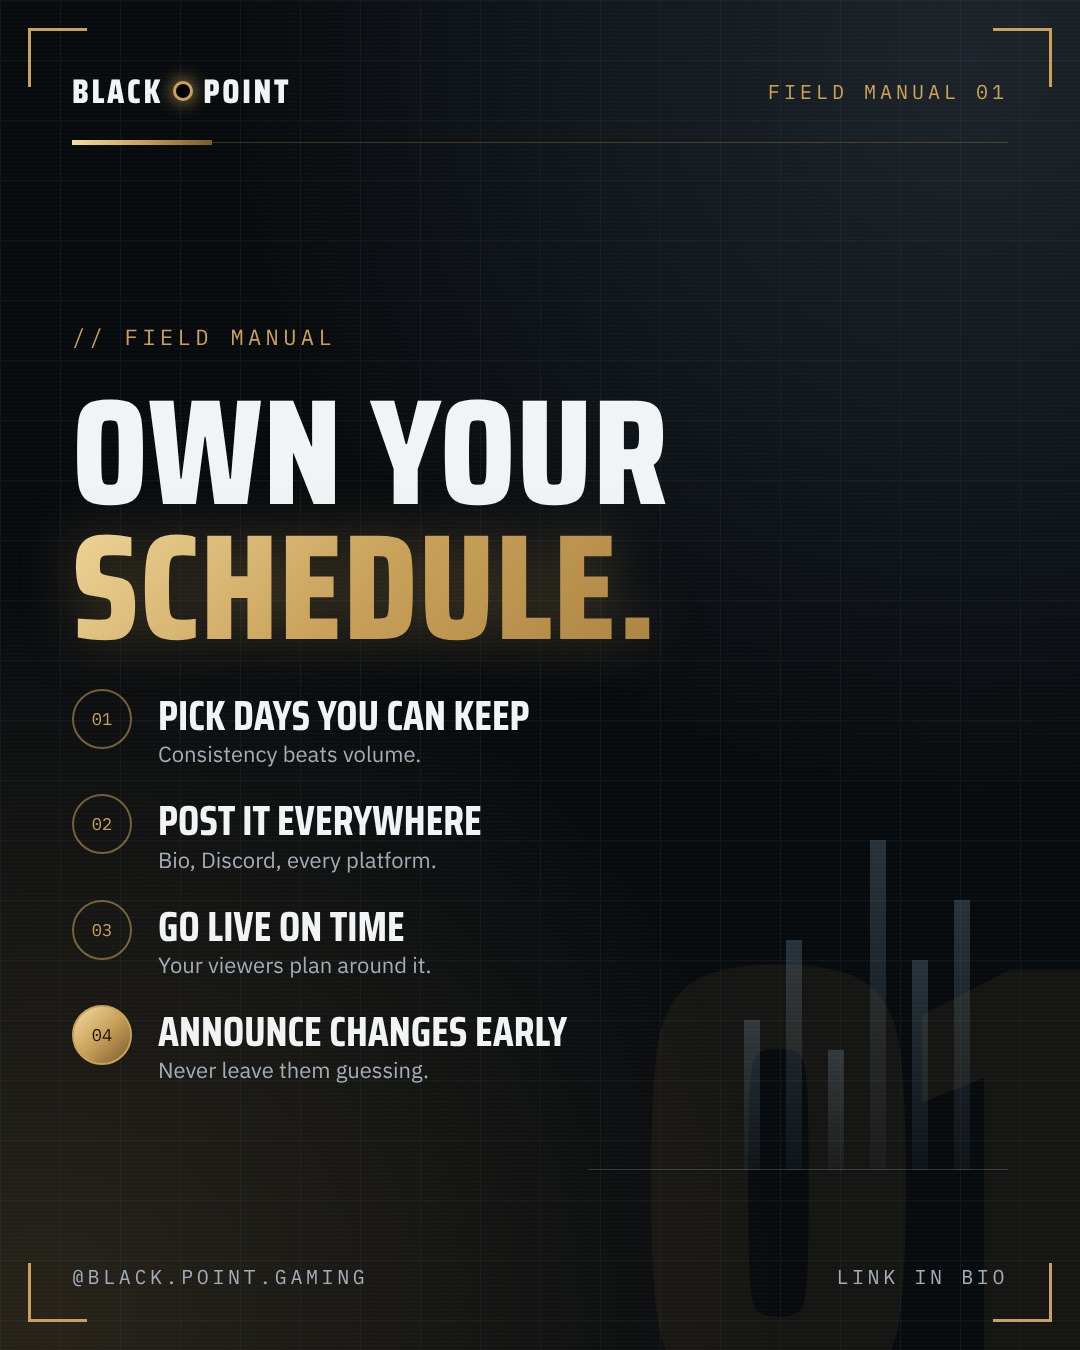 BLACK POINT
FIELD MANUAL 01
// FIELD MANUAL
OWN YOUR
SCHEDULE.
01
PICK DAYS YOU CAN KEEP
Consistency beats volume.
02
POST IT EVERYWHERE
Bio, Discord, every platform.
03
GO LIVE ON TIME
Your viewers plan around it.
04
ANNOUNCE CHANGES EARLY
Never leave them guessing.
01
@BLACK.POINT.GAMING
LINK IN BIO